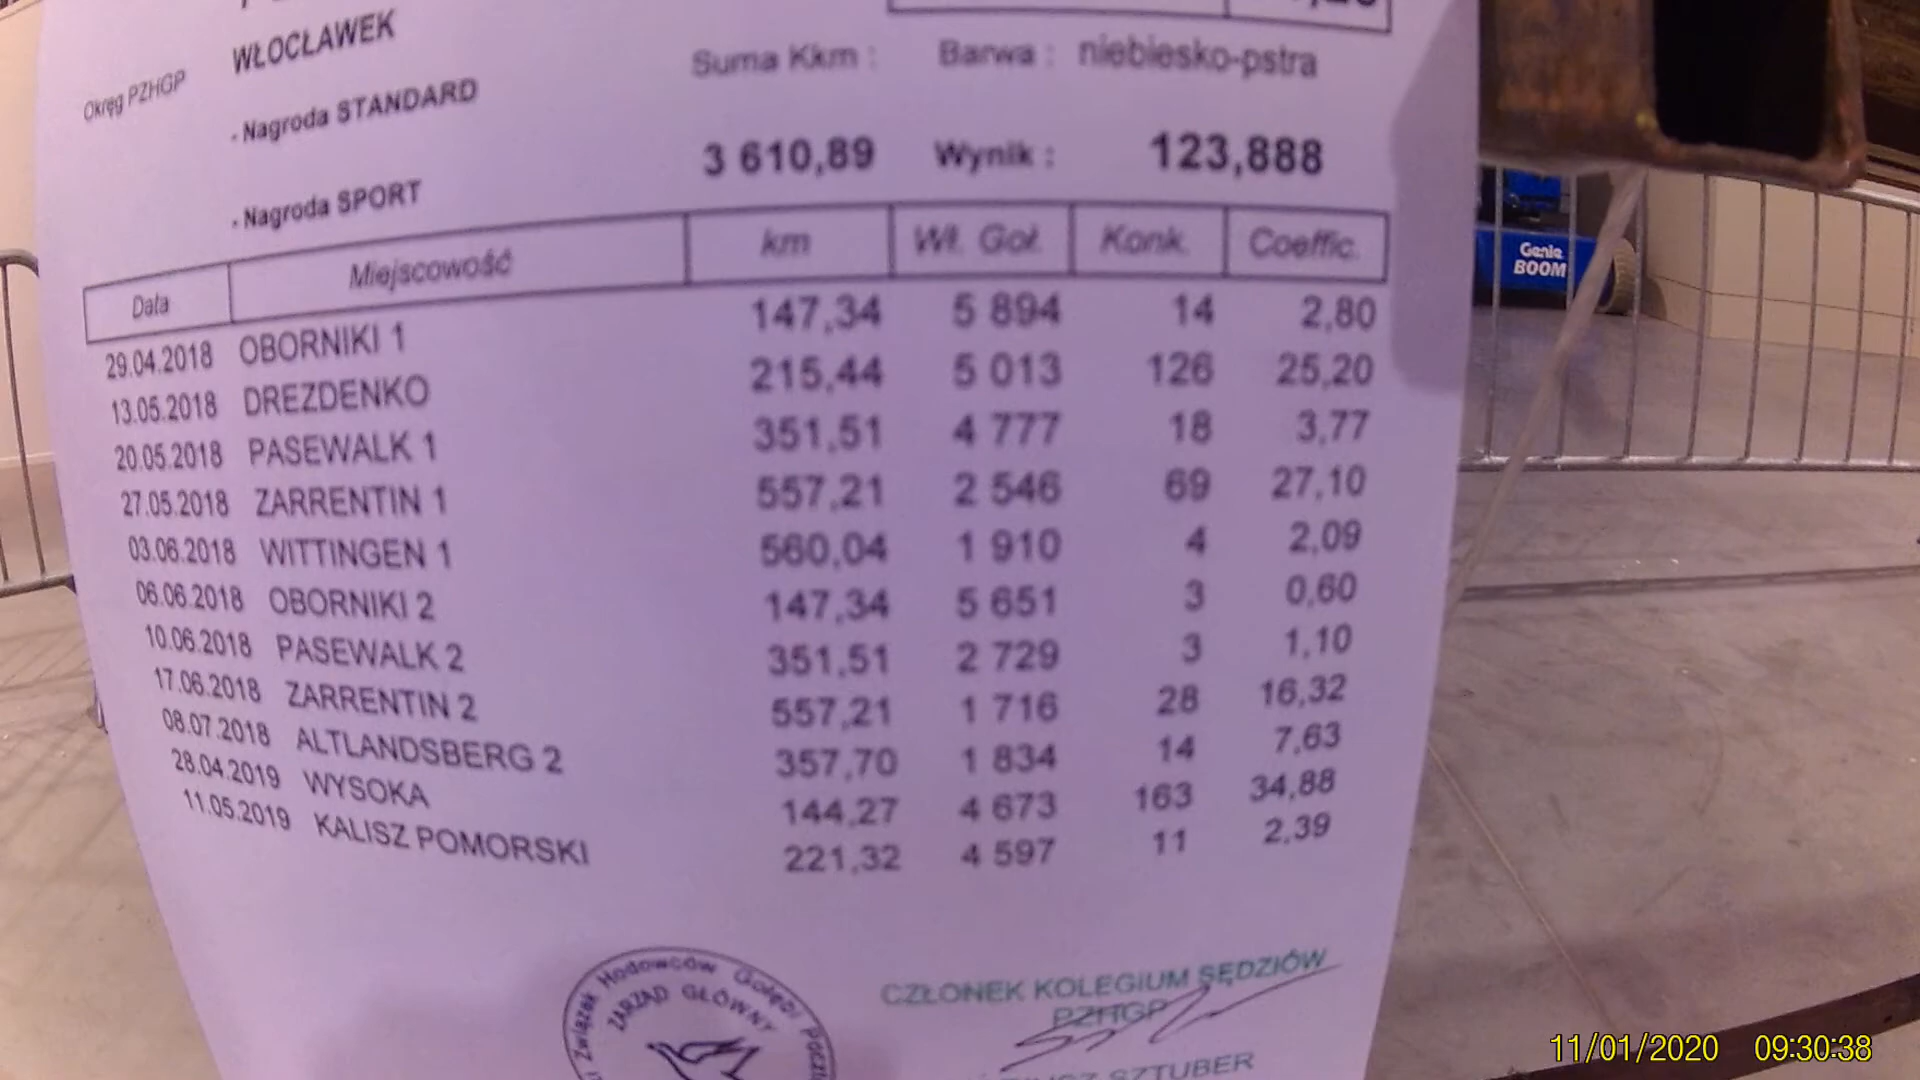 WŁOCŁAWEK
Okręg PZHGP
Suma Kkm : Barwa : niebiesko-pstra
- Nagroda STANDARD
3 610,89 Wynik : 123,888
- Nagroda SPORT
Data Miejscowość km Wł. Goł. Konk. Coeffic.
29.04.2018 OBORNIKI 1 147,34 5 894 14 2,80
13.05.2018 DREZDENKO 215,44 5 013 126 25,20
20.05.2018 PASEWALK 1 351,51 4 777 18 3,77
27.05.2018 ZARRENTIN 1 557,21 2 546 69 27,10
03.06.2018 WITTINGEN 1 560,04 1 910 4 2,09
06.06.2018 OBORNIKI 2 147,34 5 651 3 0,60
10.06.2018 PASEWALK 2 351,51 2 729 3 1,10
17.06.2018 ZARRENTIN 2 557,21 1 716 28 16,32
08.07.2018 ALTLANDSBERG 2 357,70 1 834 14 7,63
28.04.2019 WYSOKA 144,27 4 673 163 34,88
11.05.2019 KALISZ POMORSKI 221,32 4 597 11 2,39
Związek Hodowców Gołębi
ZARZĄD GŁÓWNY
CZŁONEK KOLEGIUM SĘDZIÓW
PZHGP
SZTUBER
Genie
BOOM
11/01/2020 09:30:38